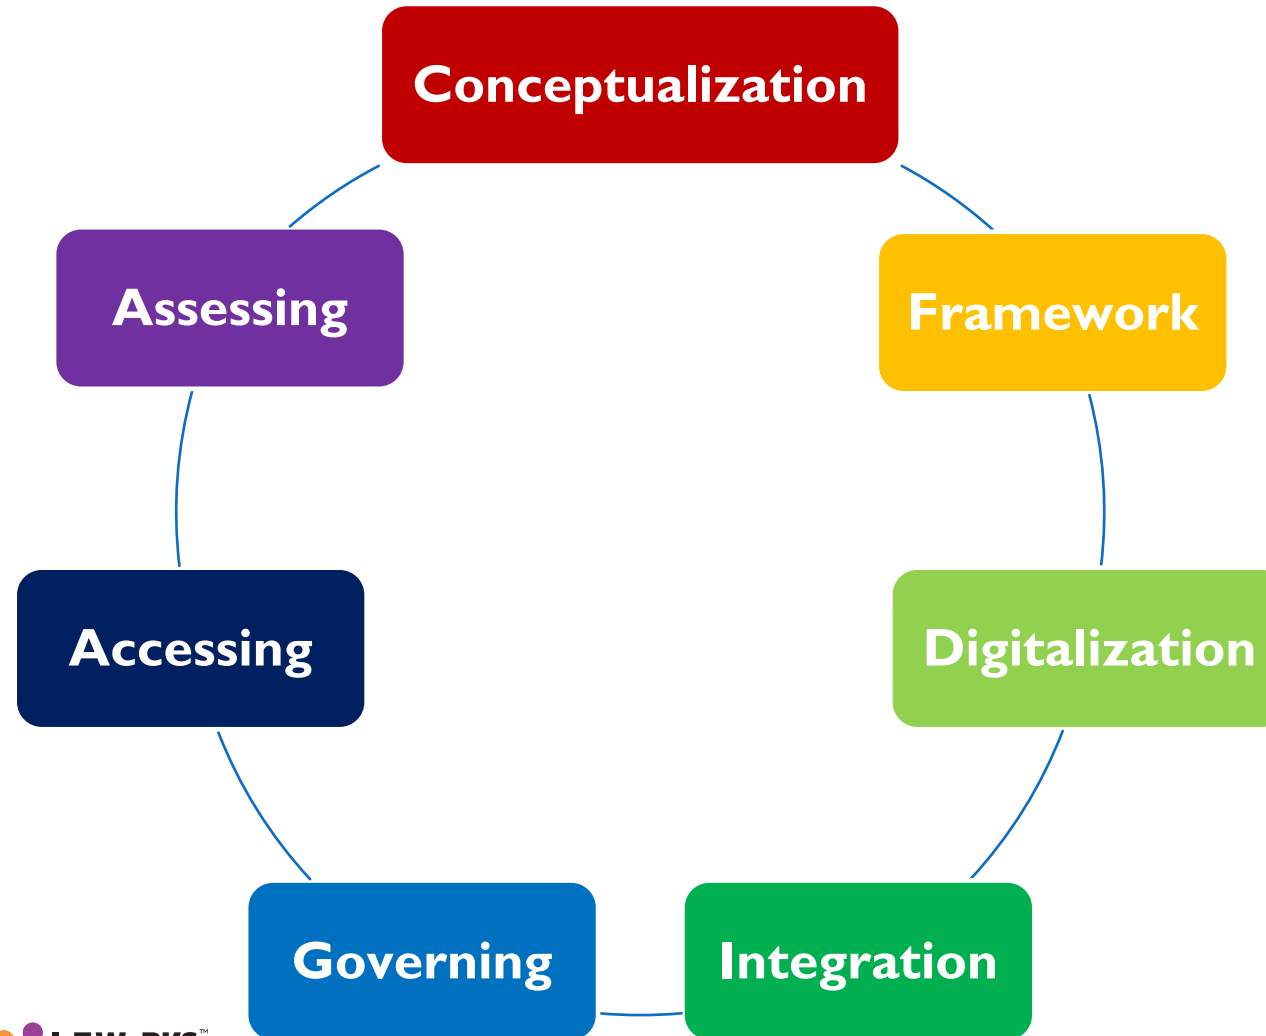 Conceptualization
Framework
Digitalization
Integration
Governing
Accessing
Assessing